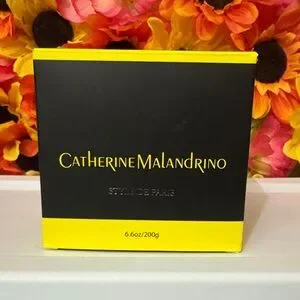 CATHERINE MALANDRINO
STYLE DE PARIS
6.6oz/200g